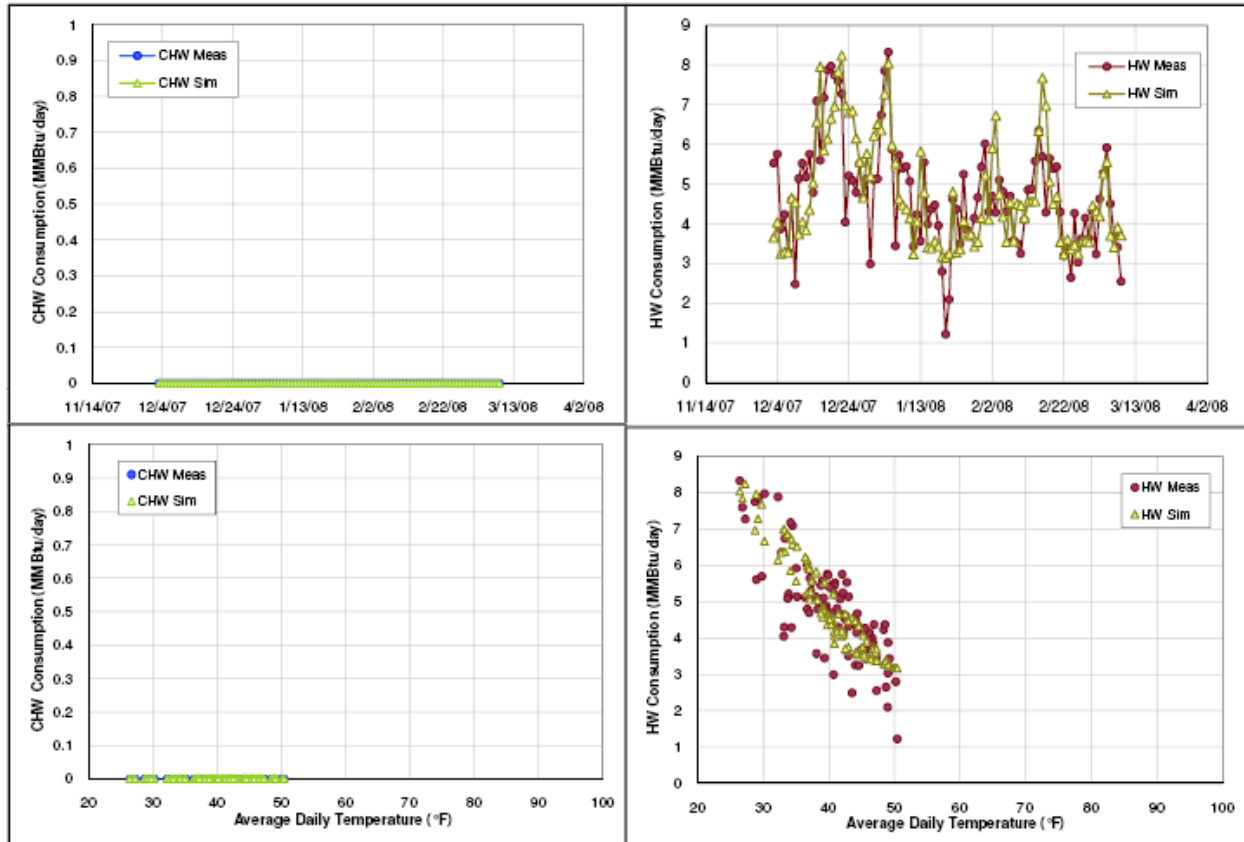 CHW Consumption (MMBtu/day)
1
0.9
0.8
0.7
0.6
0.5
0.4
0.3
0.2
0.1
0
CHW Meas
CHW Sim
11/14/07 12/4/07 12/24/07 1/13/08 2/2/08 2/22/08 3/13/08 4/2/08
HW Consumption (MMBtu/day)
9
8
7
6
5
4
3
2
1
0
HW Meas
HW Sim
11/14/07 12/4/07 12/24/07 1/13/08 2/2/08 2/22/08 3/13/08 4/2/08
CHW Consumption (MMBtu/day)
1
0.9
0.8
0.7
0.6
0.5
0.4
0.3
0.2
0.1
0
CHW Meas
CHW Sim
20 30 40 50 60 70 80 90 100
Average Daily Temperature (°F)
HW Consumption (MMBtu/day)
9
8
7
6
5
4
3
2
1
0
HW Meas
HW Sim
20 30 40 50 60 70 80 90 100
Average Daily Temperature (°F)